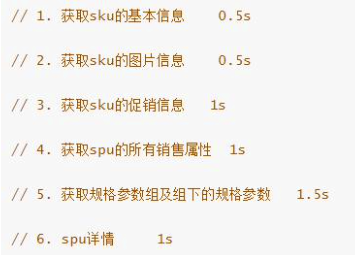 // 1. 获取sku的基本信息 0.5s
// 2. 获取sku的图片信息 0.5s
// 3. 获取sku的促销信息 1s
// 4. 获取spu的所有销售属性 1s
// 5. 获取规格参数组及组下的规格参数 1.5s
// 6. spu详情 1s